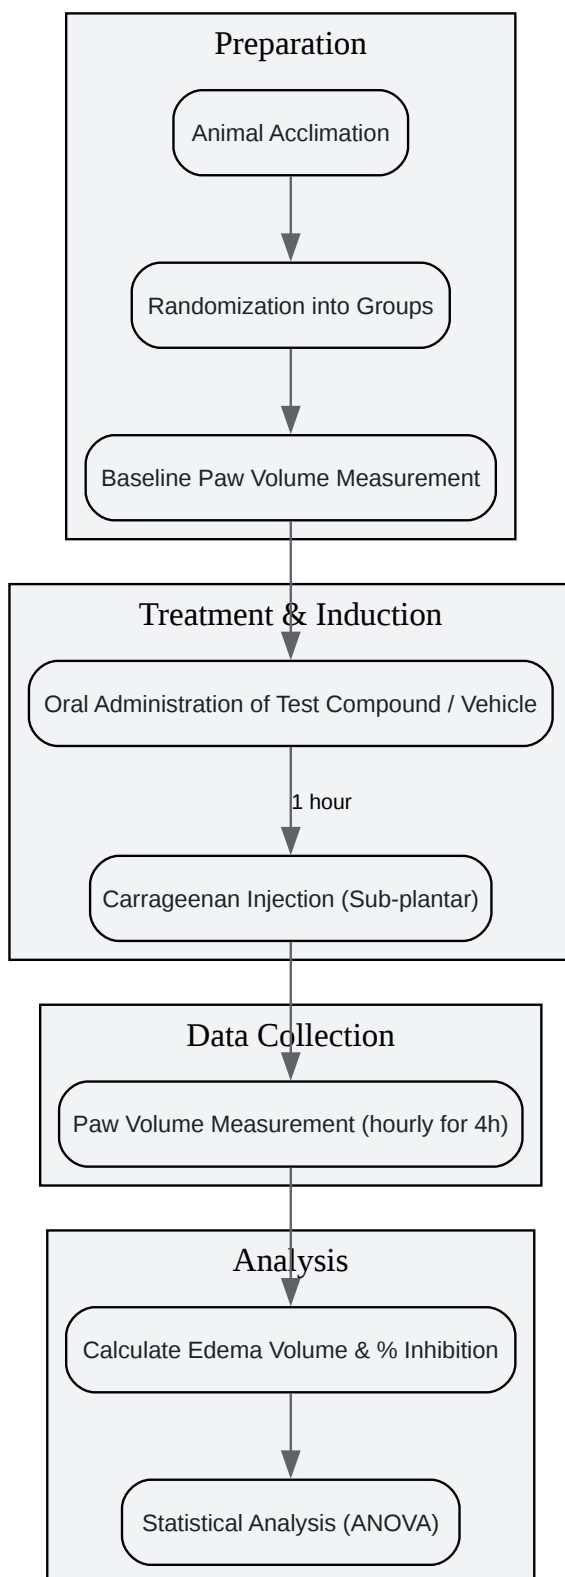 Preparation
Animal Acclimation
Randomization into Groups
Baseline Paw Volume Measurement
Treatment & Induction
Oral Administration of Test Compound / Vehicle
1 hour
Carrageenan Injection (Sub-plantar)
Data Collection
Paw Volume Measurement (hourly for 4h)
Analysis
Calculate Edema Volume & % Inhibition
Statistical Analysis (ANOVA)